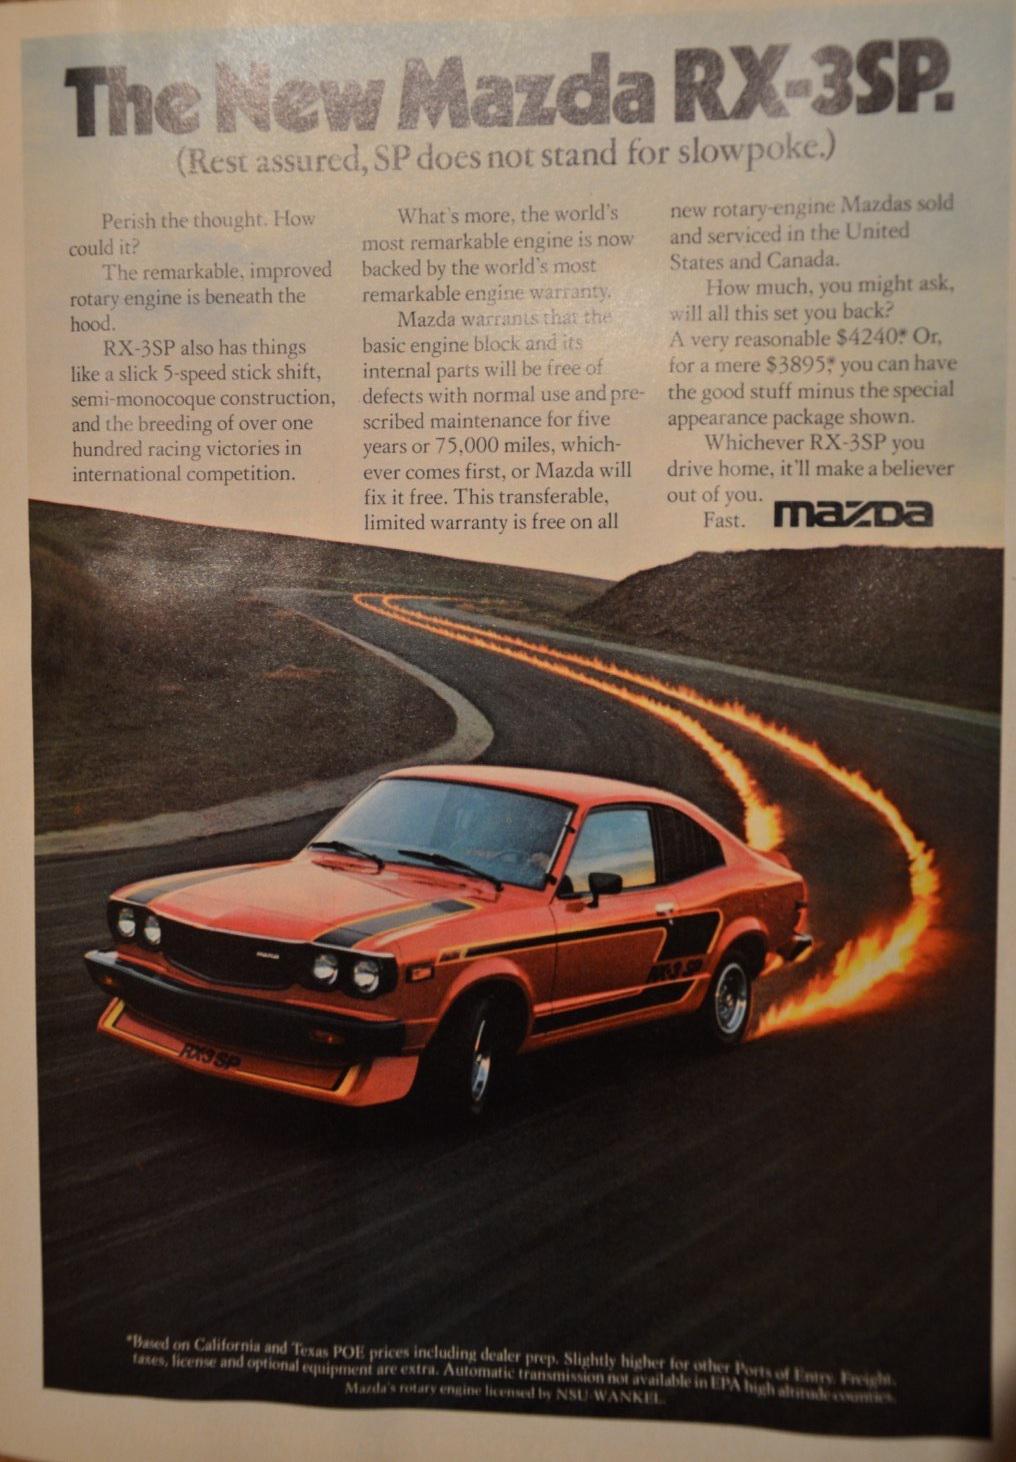 The New Mazda RX-3SP.
(Rest assured, SP does not stand for slowpoke.)
Perish the thought. How
could it?
The remarkable, improved
rotary engine is beneath the
hood.
RX-3SP also has things
like a slick 5-speed stick shift,
semi-monocoque construction,
and the breeding of over one
hundred racing victories in
international competition.
What's more, the world's
most remarkable engine is now
backed by the world's most
remarkable engine warranty.
Mazda warrants that the
basic engine block and its
internal parts will be free of
defects with normal use and pre-
scribed maintenance for five
years or 75,000 miles, which-
ever comes first, or Mazda will
fix it free. This transferable,
limited warranty is free on all
new rotary-engine Mazdas sold
and serviced in the United
States and Canada.
How much, you might ask,
will all this set you back?
A very reasonable $4240* Or,
for a mere $3895,* you can have
the good stuff minus the special
appearance package shown.
Whichever RX-3SP you
drive home, it'll make a believer
out of you.
Fast.
mazda
mazda
RX-3 SP
RX-3 SP
*Based on California and Texas POE prices including dealer prep. Slightly higher for other Ports of Entry. Freight,
taxes, license and optional equipment are extra. Automatic transmission not available in EPA high altitude counties.
Mazda's rotary engine licensed by NSU-WANKEL.